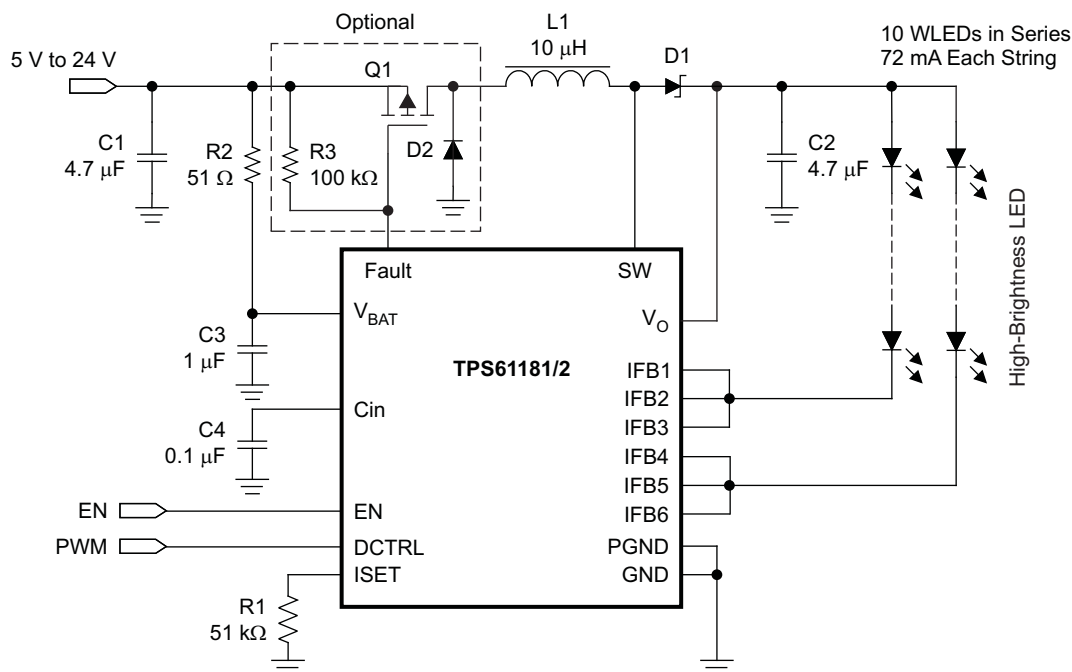 Optional
L1
10 μH
10 WLEDs in Series
72 mA Each String
5 V to 24 V
Q1
D1
C1
4.7 μF
R2
51 Ω
R3
100 kΩ
D2
C2
4.7 μF
High-Brightness LED
Fault
SW
VBAT
VO
C3
1 μF
TPS61181/2
IFB1
IFB2
IFB3
Cin
C4
0.1 μF
IFB4
IFB5
IFB6
EN
EN
PWM
DCTRL
PGND
ISET
GND
R1
51 kΩ